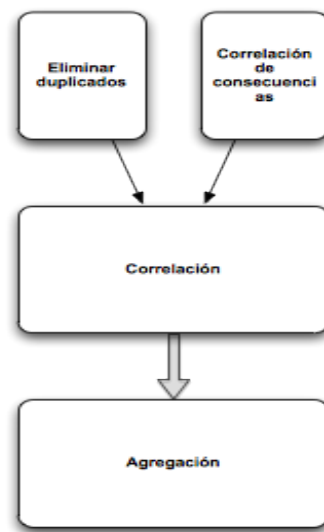 Eliminar
duplicados
Correlación
de
consecuenci
as
Correlación
Agregación